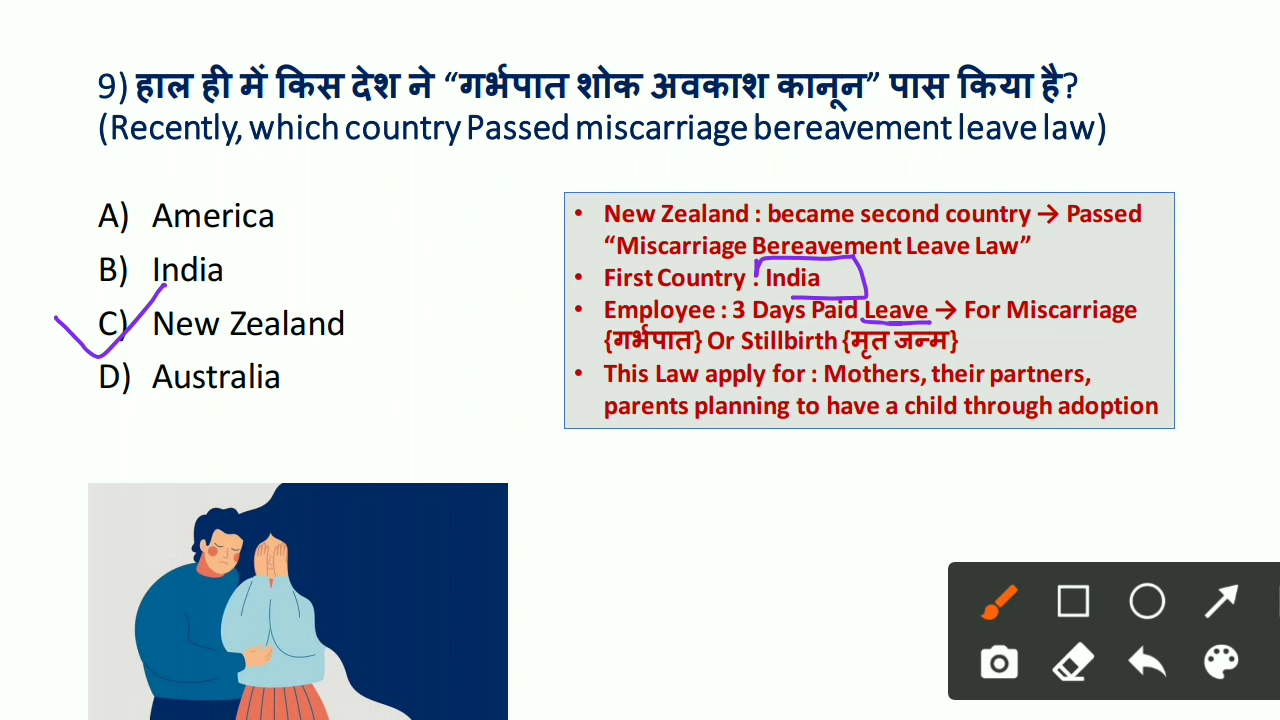 9) हाल ही में किस देश ने “गर्भपात शोक अवकाश कानून” पास किया है?
(Recently, which country Passed miscarriage bereavement leave law)
A) America
B) India
C) New Zealand
D) Australia
• New Zealand : became second country → Passed
“Miscarriage Bereavement Leave Law”
• First Country : India
• Employee : 3 Days Paid Leave → For Miscarriage
{गर्भपात} Or Stillbirth {मृत जन्म}
• This Law apply for : Mothers, their partners,
parents planning to have a child through adoption